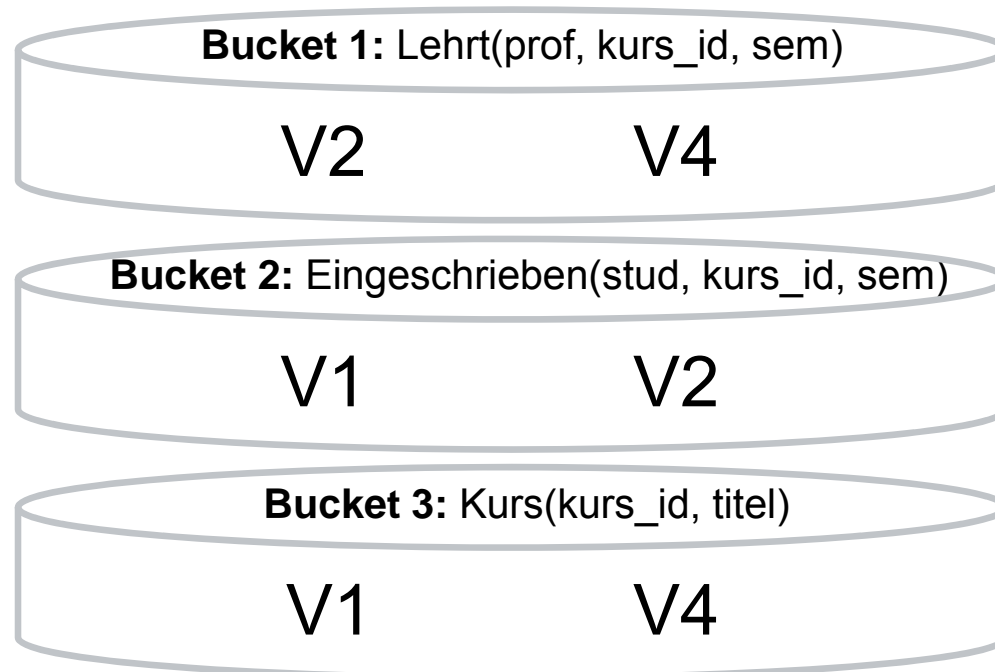 Bucket 1: Lehrt(prof, kurs_id, sem)
V2 V4
Bucket 2: Eingeschrieben(stud, kurs_id, sem)
V1 V2
Bucket 3: Kurs(kurs_id, titel)
V1 V4